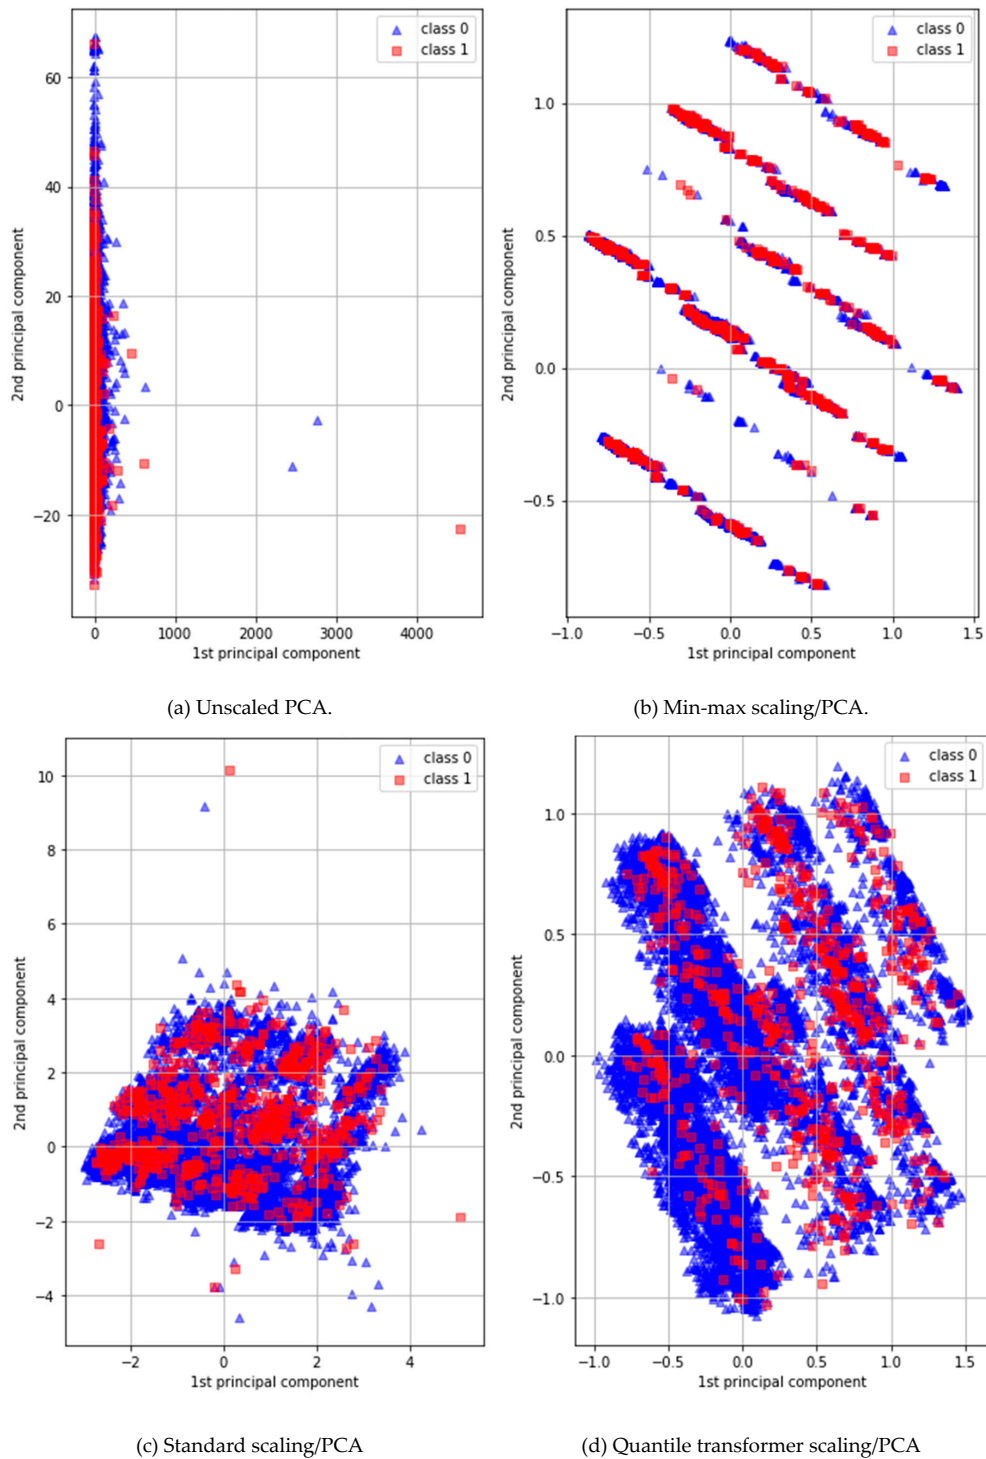 class 0
class 1
60
40
20
0
−20
2nd principal component
0 1000 2000 3000 4000
1st principal component
(a) Unscaled PCA.
class 0
class 1
1.0
0.5
0.0
−0.5
2nd principal component
−1.0 −0.5 0.0 0.5 1.0 1.5
1st principal component
(b) Min-max scaling/PCA.
class 0
class 1
10
8
6
4
2
0
−2
−4
2nd principal component
−2 0 2 4
1st principal component
(c) Standard scaling/PCA
class 0
class 1
1.0
0.5
0.0
−0.5
−1.0
2nd principal component
−1.0 −0.5 0.0 0.5 1.0 1.5
1st principal component
(d) Quantile transformer scaling/PCA